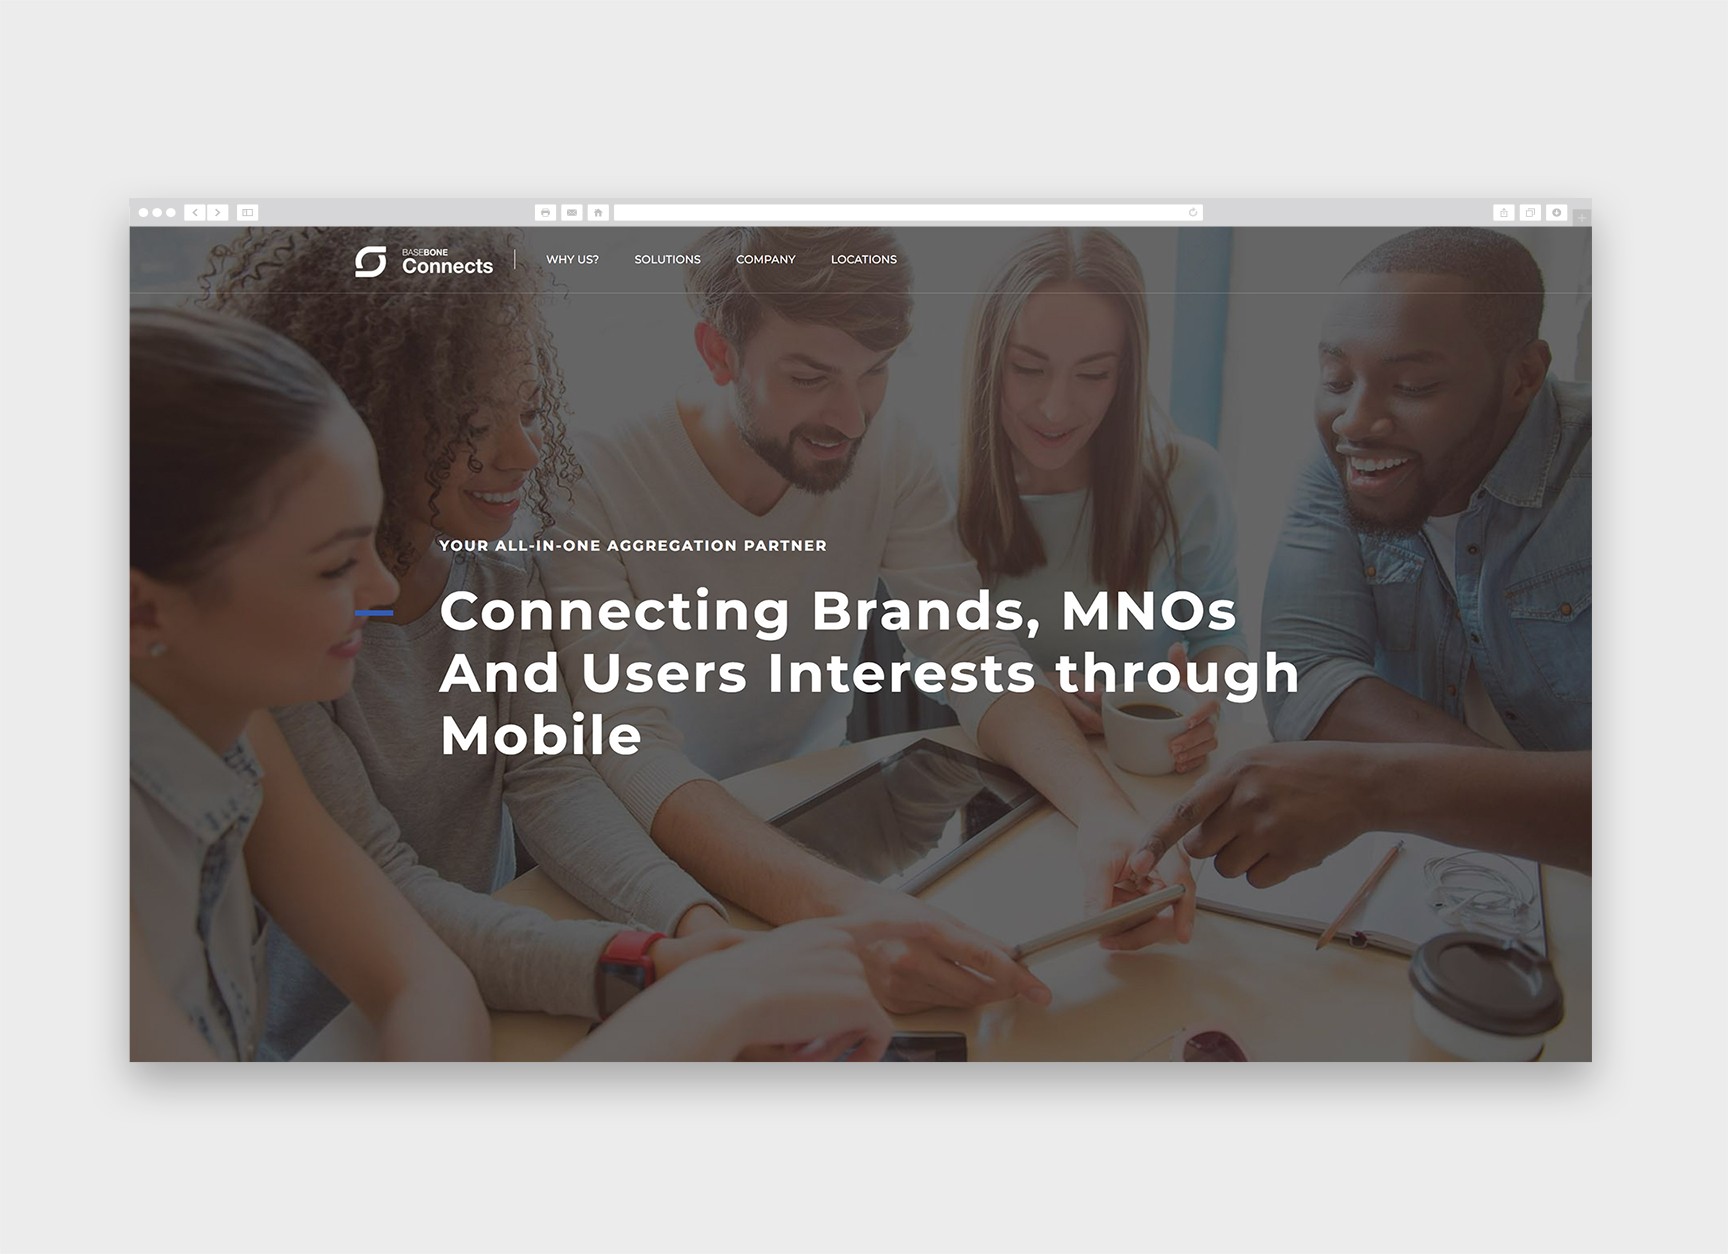 BASEBONE
Connects
WHY US?
SOLUTIONS
COMPANY
LOCATIONS
YOUR ALL-IN-ONE AGGREGATION PARTNER
Connecting Brands, MNOs
And Users Interests through
Mobile